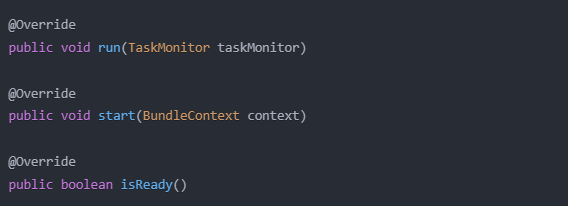 @Override
public void run(TaskMonitor taskMonitor)
@Override
public void start(BundleContext context)
@Override
public boolean isReady()